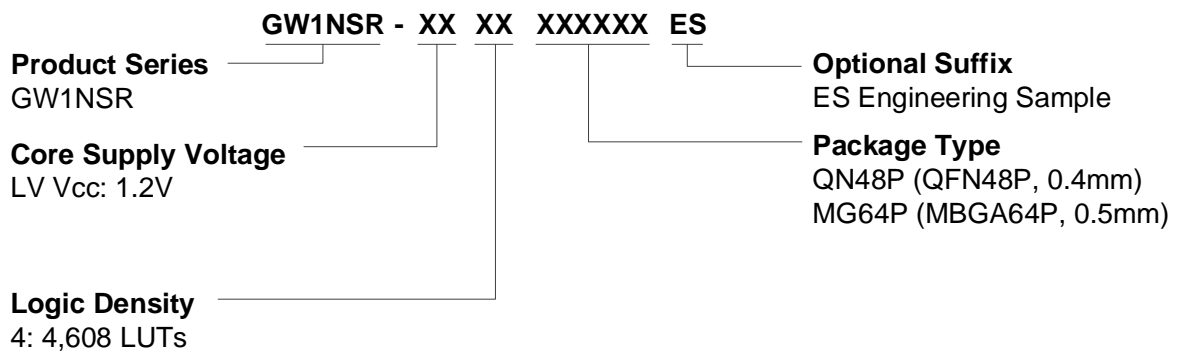 GW1NSR - XX XX XXXXXX ES
Product Series
GW1NSR
Core Supply Voltage
LV Vcc: 1.2V
Logic Density
4: 4,608 LUTs
Optional Suffix
ES Engineering Sample
Package Type
QN48P (QFN48P, 0.4mm)
MG64P (MBGA64P, 0.5mm)